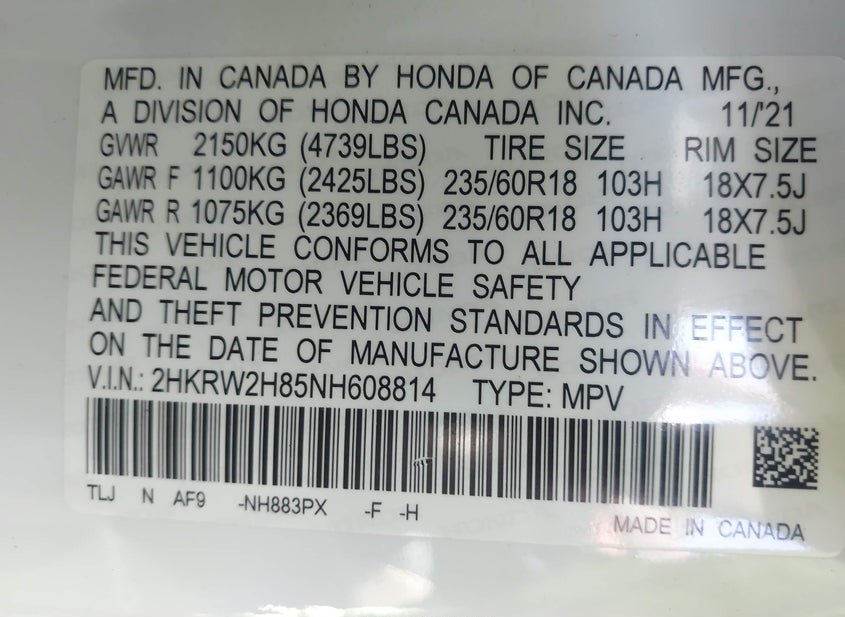 MFD. IN CANADA BY HONDA OF CANADA MFG.,
A DIVISION OF HONDA CANADA INC. 11/'21
GVWR 2150KG (4739LBS) TIRE SIZE RIM SIZE
GAWR F 1100KG (2425LBS) 235/60R18 103H 18X7.5J
GAWR R 1075KG (2369LBS) 235/60R18 103H 18X7.5J
THIS VEHICLE CONFORMS TO ALL APPLICABLE
FEDERAL MOTOR VEHICLE SAFETY
AND THEFT PREVENTION STANDARDS IN EFFECT
ON THE DATE OF MANUFACTURE SHOWN ABOVE.
V.I.N.: 2HKRW2H85NH608814 TYPE: MPV
TLJ N AF9 -NH883PX -F -H
MADE IN CANADA